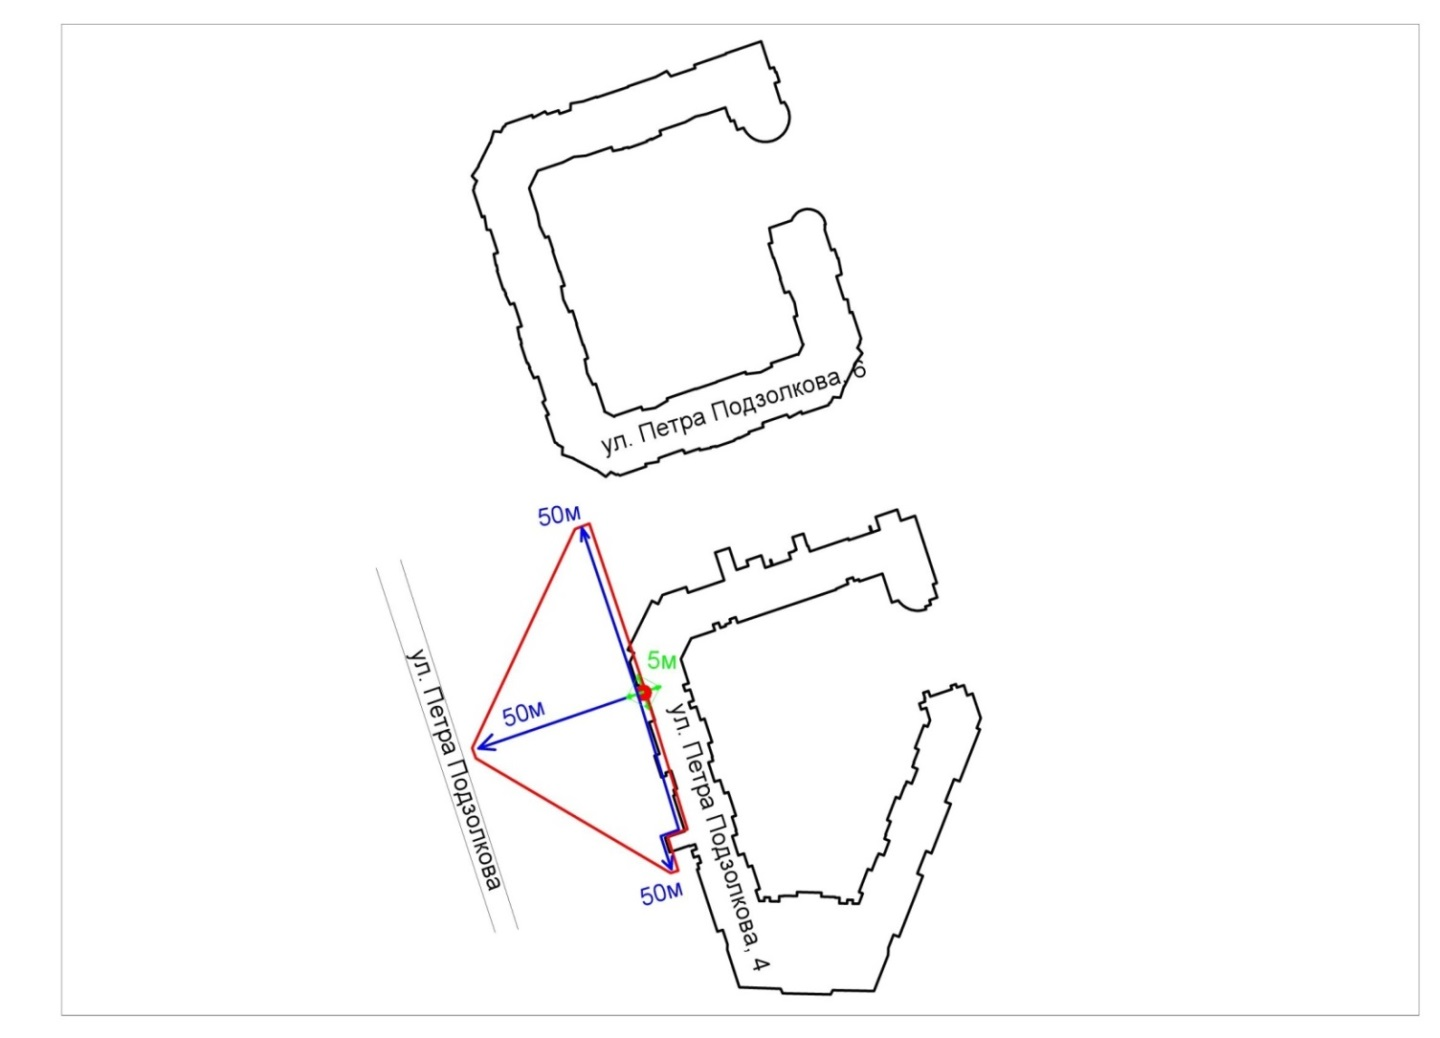 ул. Петра Подзолкова, 6
50м
5м
50м
ул. Петра Подзолкова
ул. Петра Подзолкова, 4
50м